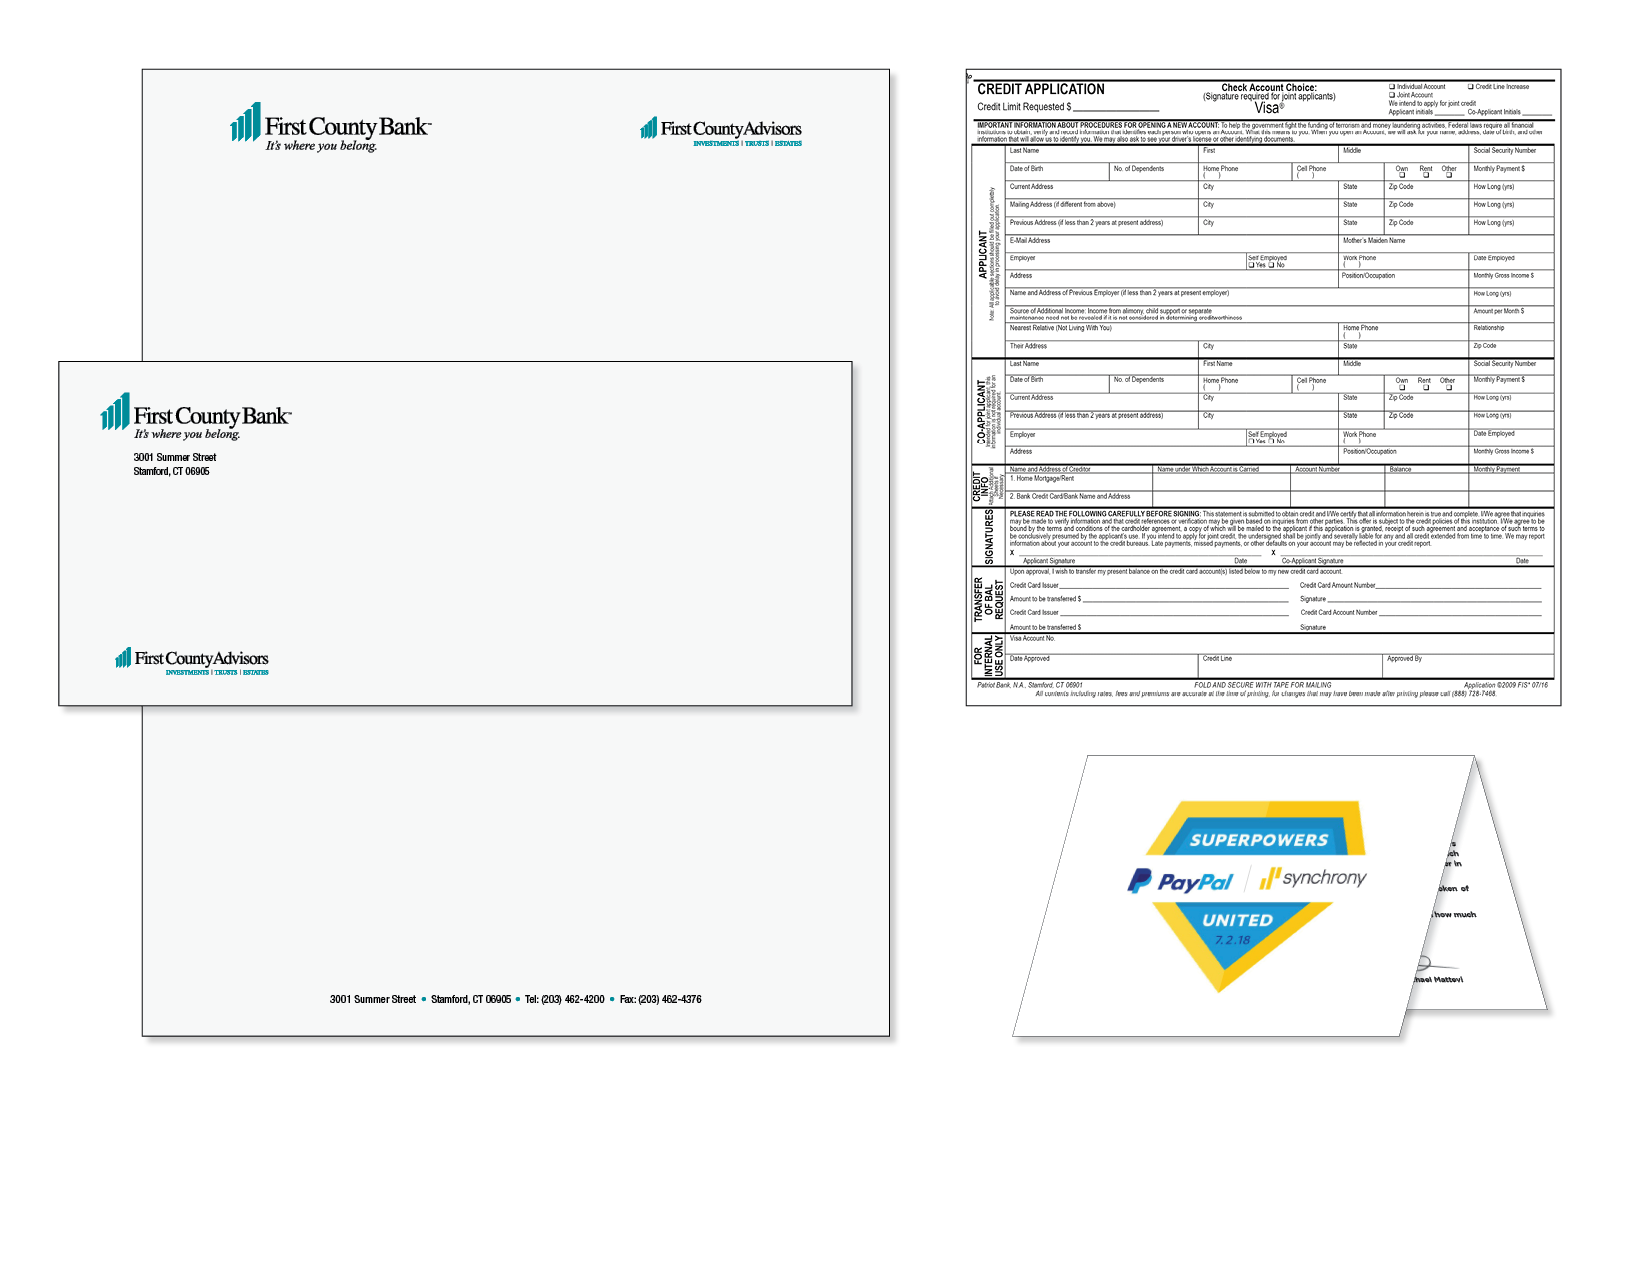 First County Bank™
It's where you belong.
First County Advisors
INVESTMENTS | TRUSTS | ESTATES
First County Bank™
It's where you belong.
3001 Summer Street
Stamford, CT 06905
First County Advisors
INVESTMENTS | TRUSTS | ESTATES
3001 Summer Street • Stamford, CT 06905 • Tel: (203) 462-4200 • Fax: (203) 462-4376
CREDIT APPLICATION
Credit Limit Requested $
Check Account Choice:
(Signature required for joint applicants)
Visa®
❑ Individual Account ❑ Credit Line Increase
❑ Joint Account
We intend to apply for joint credit
Applicant initials ________ Co-Applicant Initials ________
IMPORTANT INFORMATION ABOUT PROCEDURES FOR OPENING A NEW ACCOUNT: To help the government fight the funding of terrorism and money laundering activities, Federal laws require all financial
institutions to obtain, verify and record information that identifies each person who opens an Account. What this means to you. When you open an Account, we will ask for your name, address, date of birth, and other
information that will allow us to identify you. We may also ask to see your driver's license or other identifying documents.
APPLICANT
Note: All applicable sections should be filled out completely
to avoid delay in processing your application.
Last Name First Middle Social Security Number
Date of Birth No. of Dependents Home Phone Cell Phone Own Rent Other Monthly Payment $
( ) ( ) ❑ ❑ ❑
Current Address City State Zip Code How Long (yrs)
Mailing Address (if different from above) City State Zip Code How Long (yrs)
Previous Address (if less than 2 years at present address) City State Zip Code How Long (yrs)
E-Mail Address Mother's Maiden Name
Employer Self Employed Work Phone Date Employed
❑ Yes ❑ No ( )
Address Position/Occupation Monthly Gross Income $
Name and Address of Previous Employer (if less than 2 years at present employer) How Long (yrs)
Source of Additional Income: Income from alimony, child support or separate Amount per Month $
maintenance need not be revealed if it is not considered in determining creditworthiness
Nearest Relative (Not Living With You) Home Phone Relationship
( )
Their Address City State Zip Code
CO-APPLICANT
Last Name First Name Middle Social Security Number
Date of Birth No. of Dependents Home Phone Cell Phone Own Rent Other Monthly Payment $
( ) ( ) ❑ ❑ ❑
Current Address City State Zip Code How Long (yrs)
Previous Address (if less than 2 years at present address) City State Zip Code How Long (yrs)
Employer Self Employed Work Phone Date Employed
❑ Yes ❑ No ( )
Address Position/Occupation Monthly Gross Income $
CREDIT
INFO
Attach Additional
Sheets if
Necessary
Name and Address of Creditor Name under Which Account is Carried Account Number Balance Monthly Payment
1. Home Mortgage/Rent
2. Bank Credit Card/Bank Name and Address
SIGNATURES
PLEASE READ THE FOLLOWING CAREFULLY BEFORE SIGNING: This statement is submitted to obtain credit and I/We certify that all information herein is true and complete. I/We agree that inquiries
may be made to verify information and that credit references or verification may be given based on inquiries from other parties. This offer is subject to the credit policies of this institution. I/We agree to be
bound by the terms and conditions of the cardholder agreement, a copy of which will be mailed to the applicant if this application is granted, receipt of such agreement and acceptance of such terms to
be conclusively presumed by the applicant's use. If you intend to apply for joint credit, the undersigned shall be jointly and severally liable for any and all credit extended from time to time. We may report
information about your account to the credit bureaus. Late payments, missed payments, or other defaults on your account may be reflected in your credit report.
X X
Applicant Signature Date Co-Applicant Signature Date
TRANSFER
OF BAL
REQUEST
Upon approval, I wish to transfer my present balance on the credit card account(s) listed below to my new credit card account.
Credit Card Issuer Credit Card Amount Number
Amount to be transferred $ Signature
Credit Card Issuer Credit Card Account Number
Amount to be transferred $ Signature
FOR
INTERNAL
USE ONLY
Visa Account No.
Date Approved Credit Line Approved By
Patriot Bank, N.A., Stamford, CT 06901 FOLD AND SECURE WITH TAPE FOR MAILING Application ©2009 FIS® 07/16
All contents including rates, fees and premiums are accurate at the time of printing, for changes that may have been made after printing please call (888) 728-7468.
SUPERPOWERS
PayPal | synchrony
UNITED
7.2.18
er in
how much
Mattevi